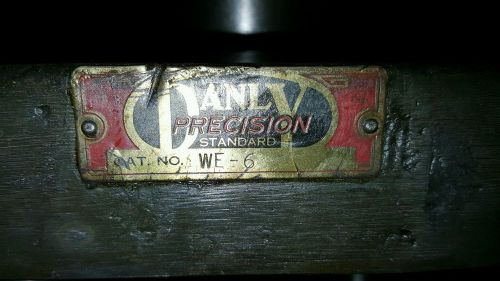 DANLY
PRECISION
STANDARD
CAT. NO. WE-6